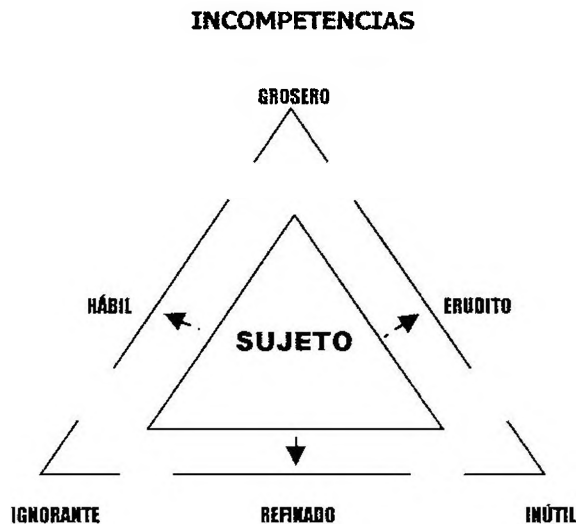 INCOMPETENCIAS
GROSERO
HÁBIL
ERUDITO
SUJETO
IGNORANTE
REFINADO
INÚTIL